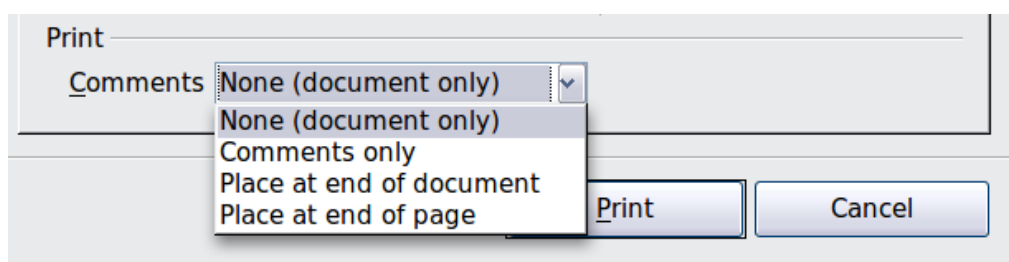 Print
Comments None (document only)
None (document only)
Comments only
Place at end of document
Place at end of page
Print Cancel